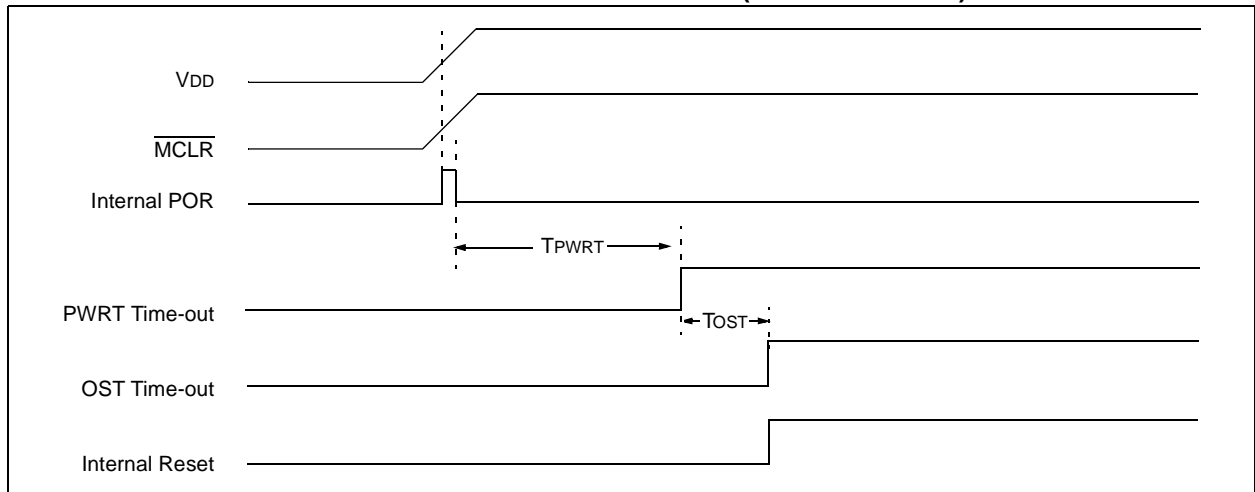 VDD
MCLR
Internal POR
TPWRT
PWRT Time-out
TOST
OST Time-out
Internal Reset